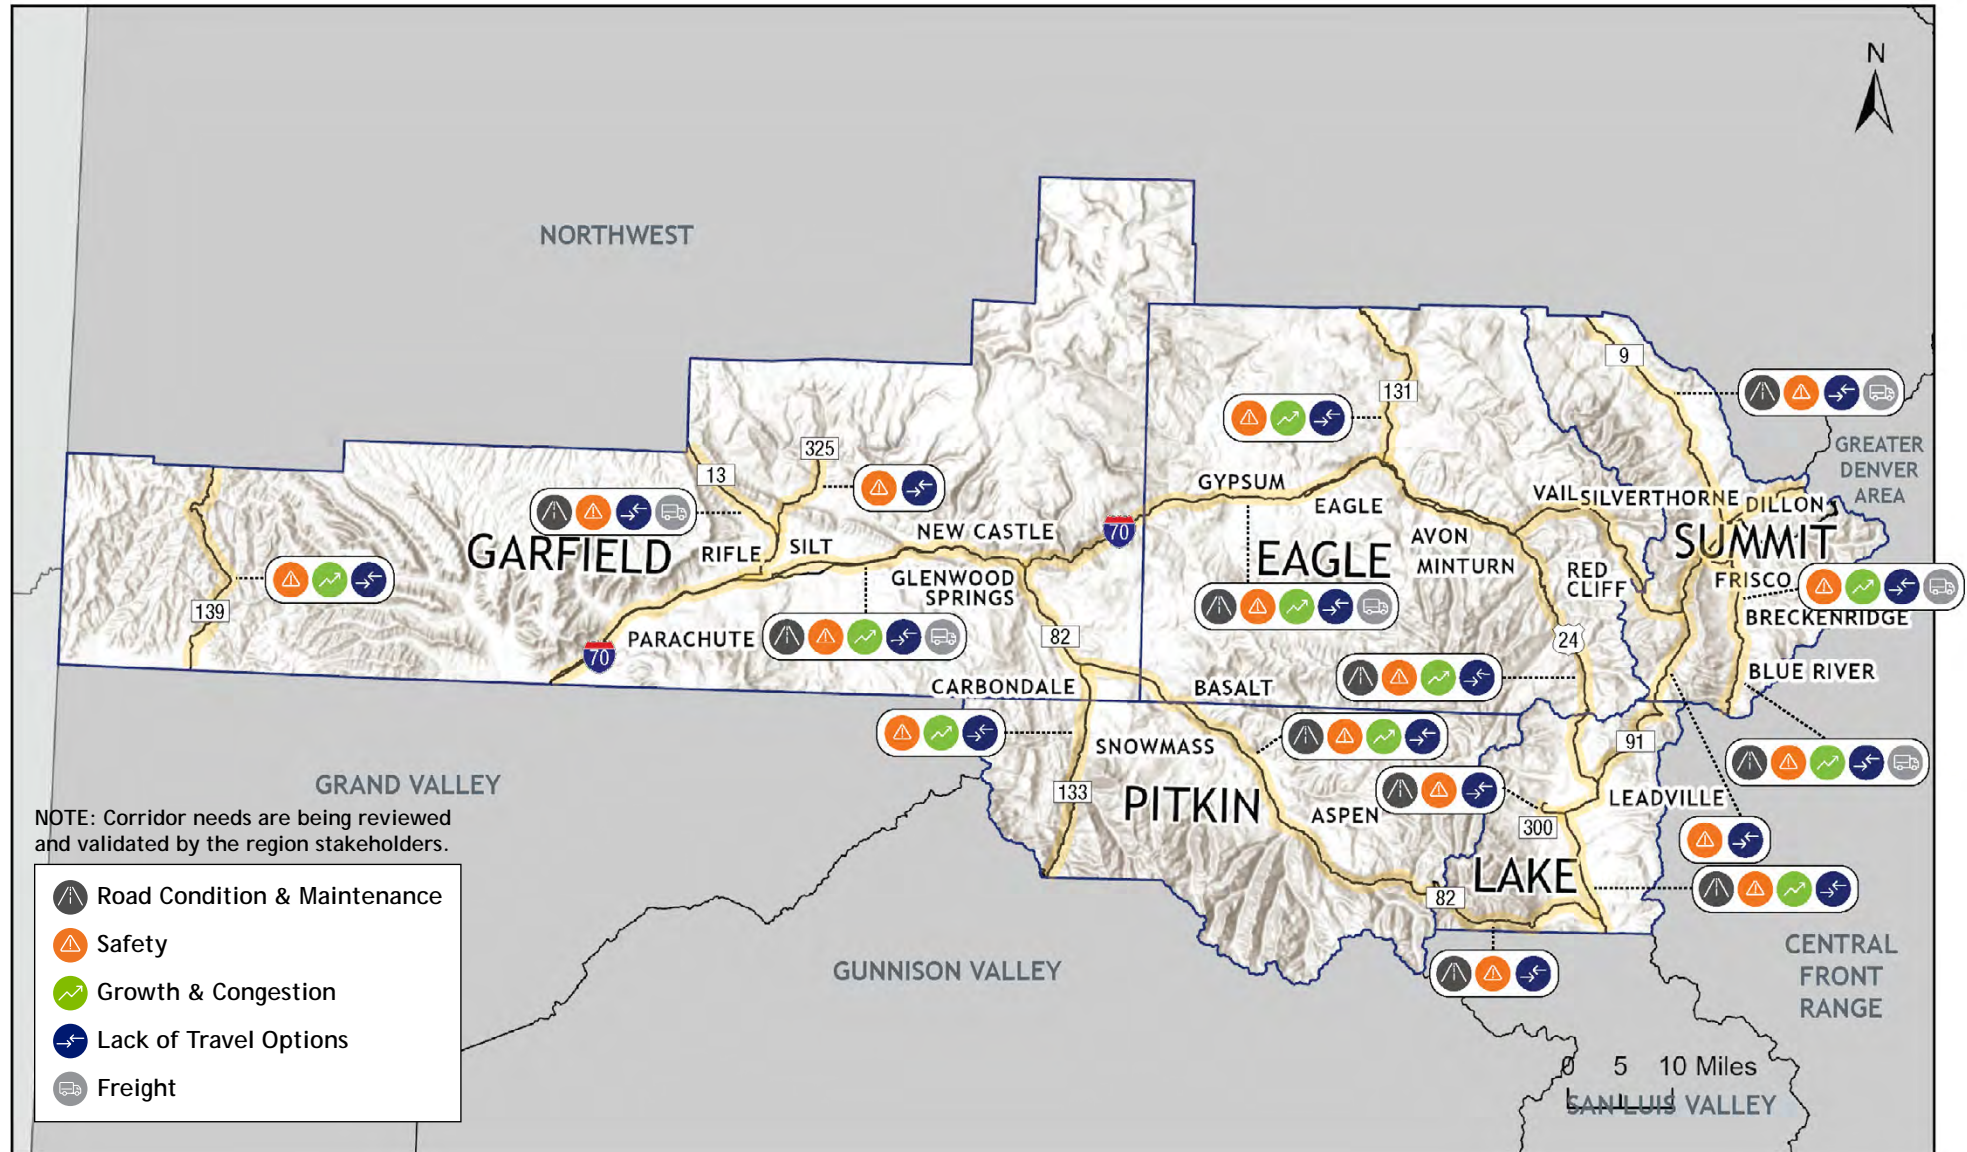 N
NORTHWEST
9
131
GREATER
DENVER
AREA
325
13
GYPSUM
EAGLE
VAIL
SILVERTHORNE
DILLON
NEW CASTLE
70
GARFIELD
RIFLE
SILT
EAGLE
AVON
MINTURN
SUMMIT
RED
CLIFF
FRISCO
GLENWOOD
SPRINGS
139
BRECKENRIDGE
PARACHUTE
70
82
24
BLUE RIVER
CARBONDALE
BASALT
SNOWMASS
91
GRAND VALLEY
133
PITKIN
ASPEN
LEADVILLE
300
NOTE: Corridor needs are being reviewed
and validated by the region stakeholders.
LAKE
82
Road Condition & Maintenance
Safety
Growth & Congestion
Lack of Travel Options
Freight
GUNNISON VALLEY
CENTRAL
FRONT
RANGE
0 5 10 Miles
SAN LUIS VALLEY